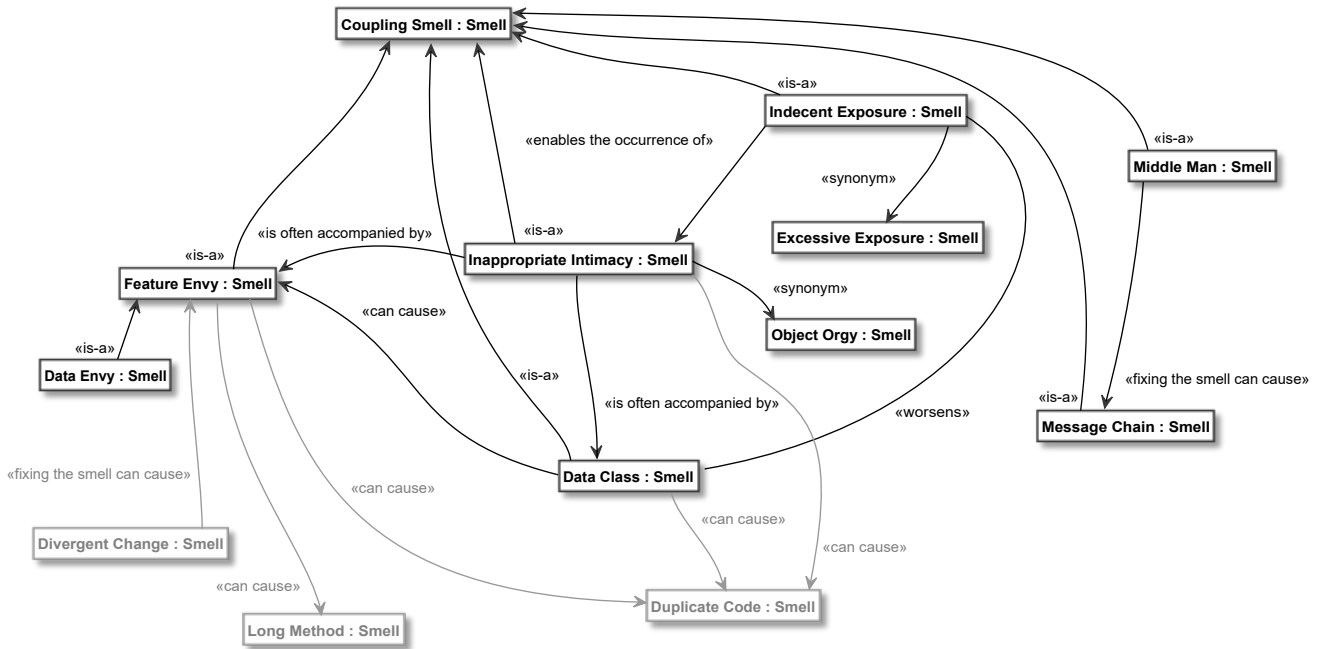 Coupling Smell : Smell
«is-a»
Indecent Exposure : Smell
«enables the occurrence of»
«is-a»
Middle Man : Smell
«synonym»
«is often accompanied by»
«is-a»
Excessive Exposure : Smell
«is-a»
Inappropriate Intimacy : Smell
Feature Envy : Smell
«synonym»
«can cause»
Object Orgy : Smell
«is-a»
Data Envy : Smell
«is-a»
«fixing the smell can cause»
«is often accompanied by»
«worsens»
«is-a»
Message Chain : Smell
«fixing the smell can cause»
Data Class : Smell
«can cause»
«can cause»
Divergent Change : Smell
«can cause»
«can cause»
Duplicate Code : Smell
Long Method : Smell